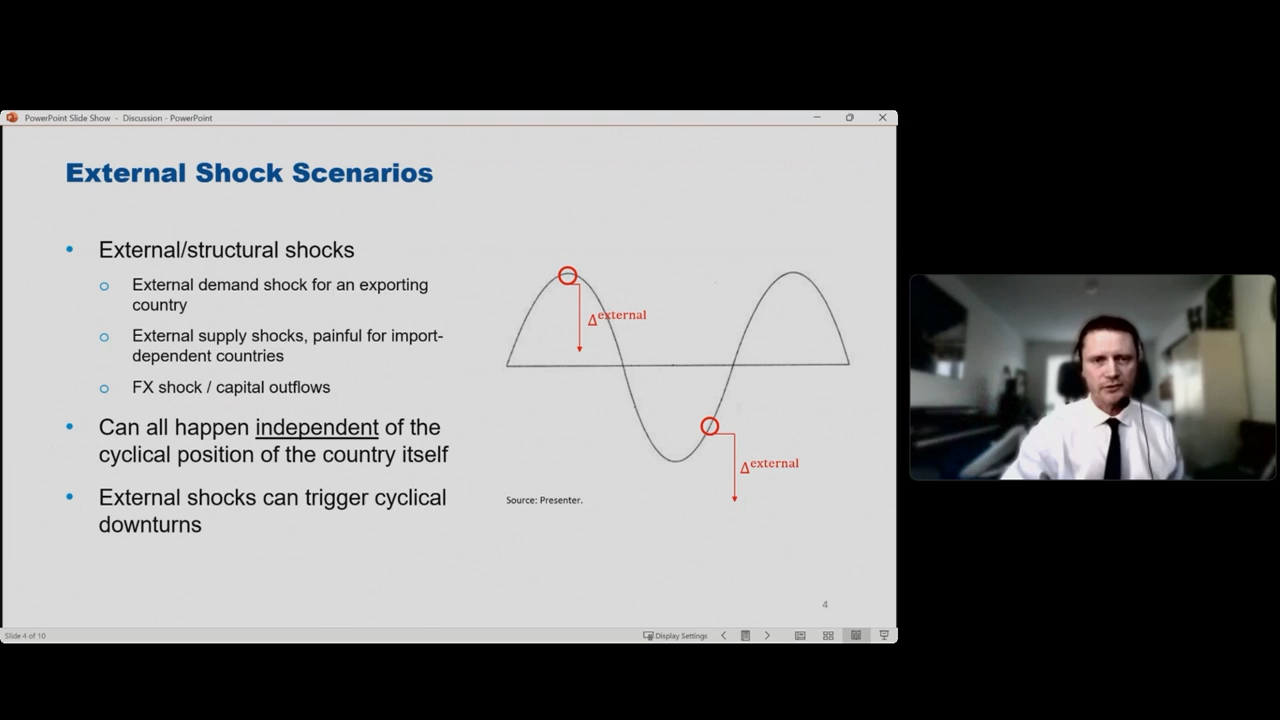 PowerPoint Slide Show - Discussion - PowerPoint
External Shock Scenarios
• External/structural shocks
o External demand shock for an exporting
country
o External supply shocks, painful for import-
dependent countries
o FX shock / capital outflows
• Can all happen independent of the
cyclical position of the country itself
• External shocks can trigger cyclical
downturns
Δexternal
Δexternal
Source: Presenter.
4
Slide 4 of 10
Display Settings